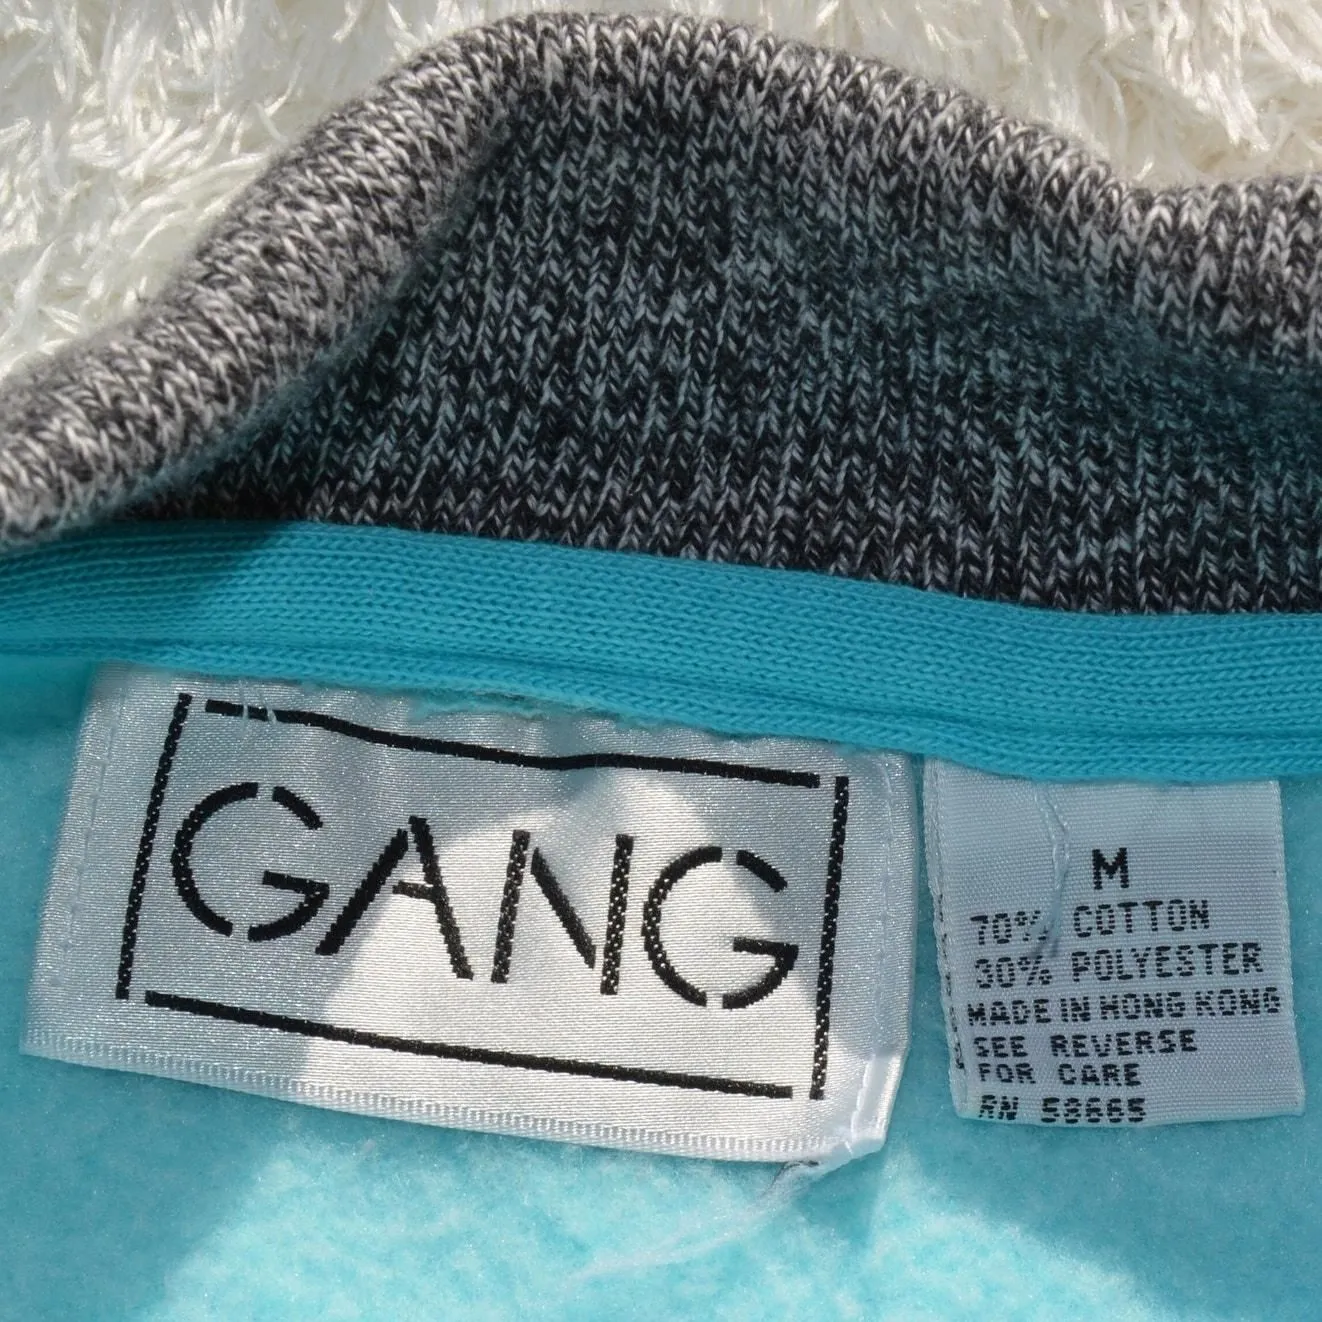 GANG
M
70% COTTON
30% POLYESTER
MADE IN HONG KONG
SEE REVERSE
FOR CARE
RN 58665